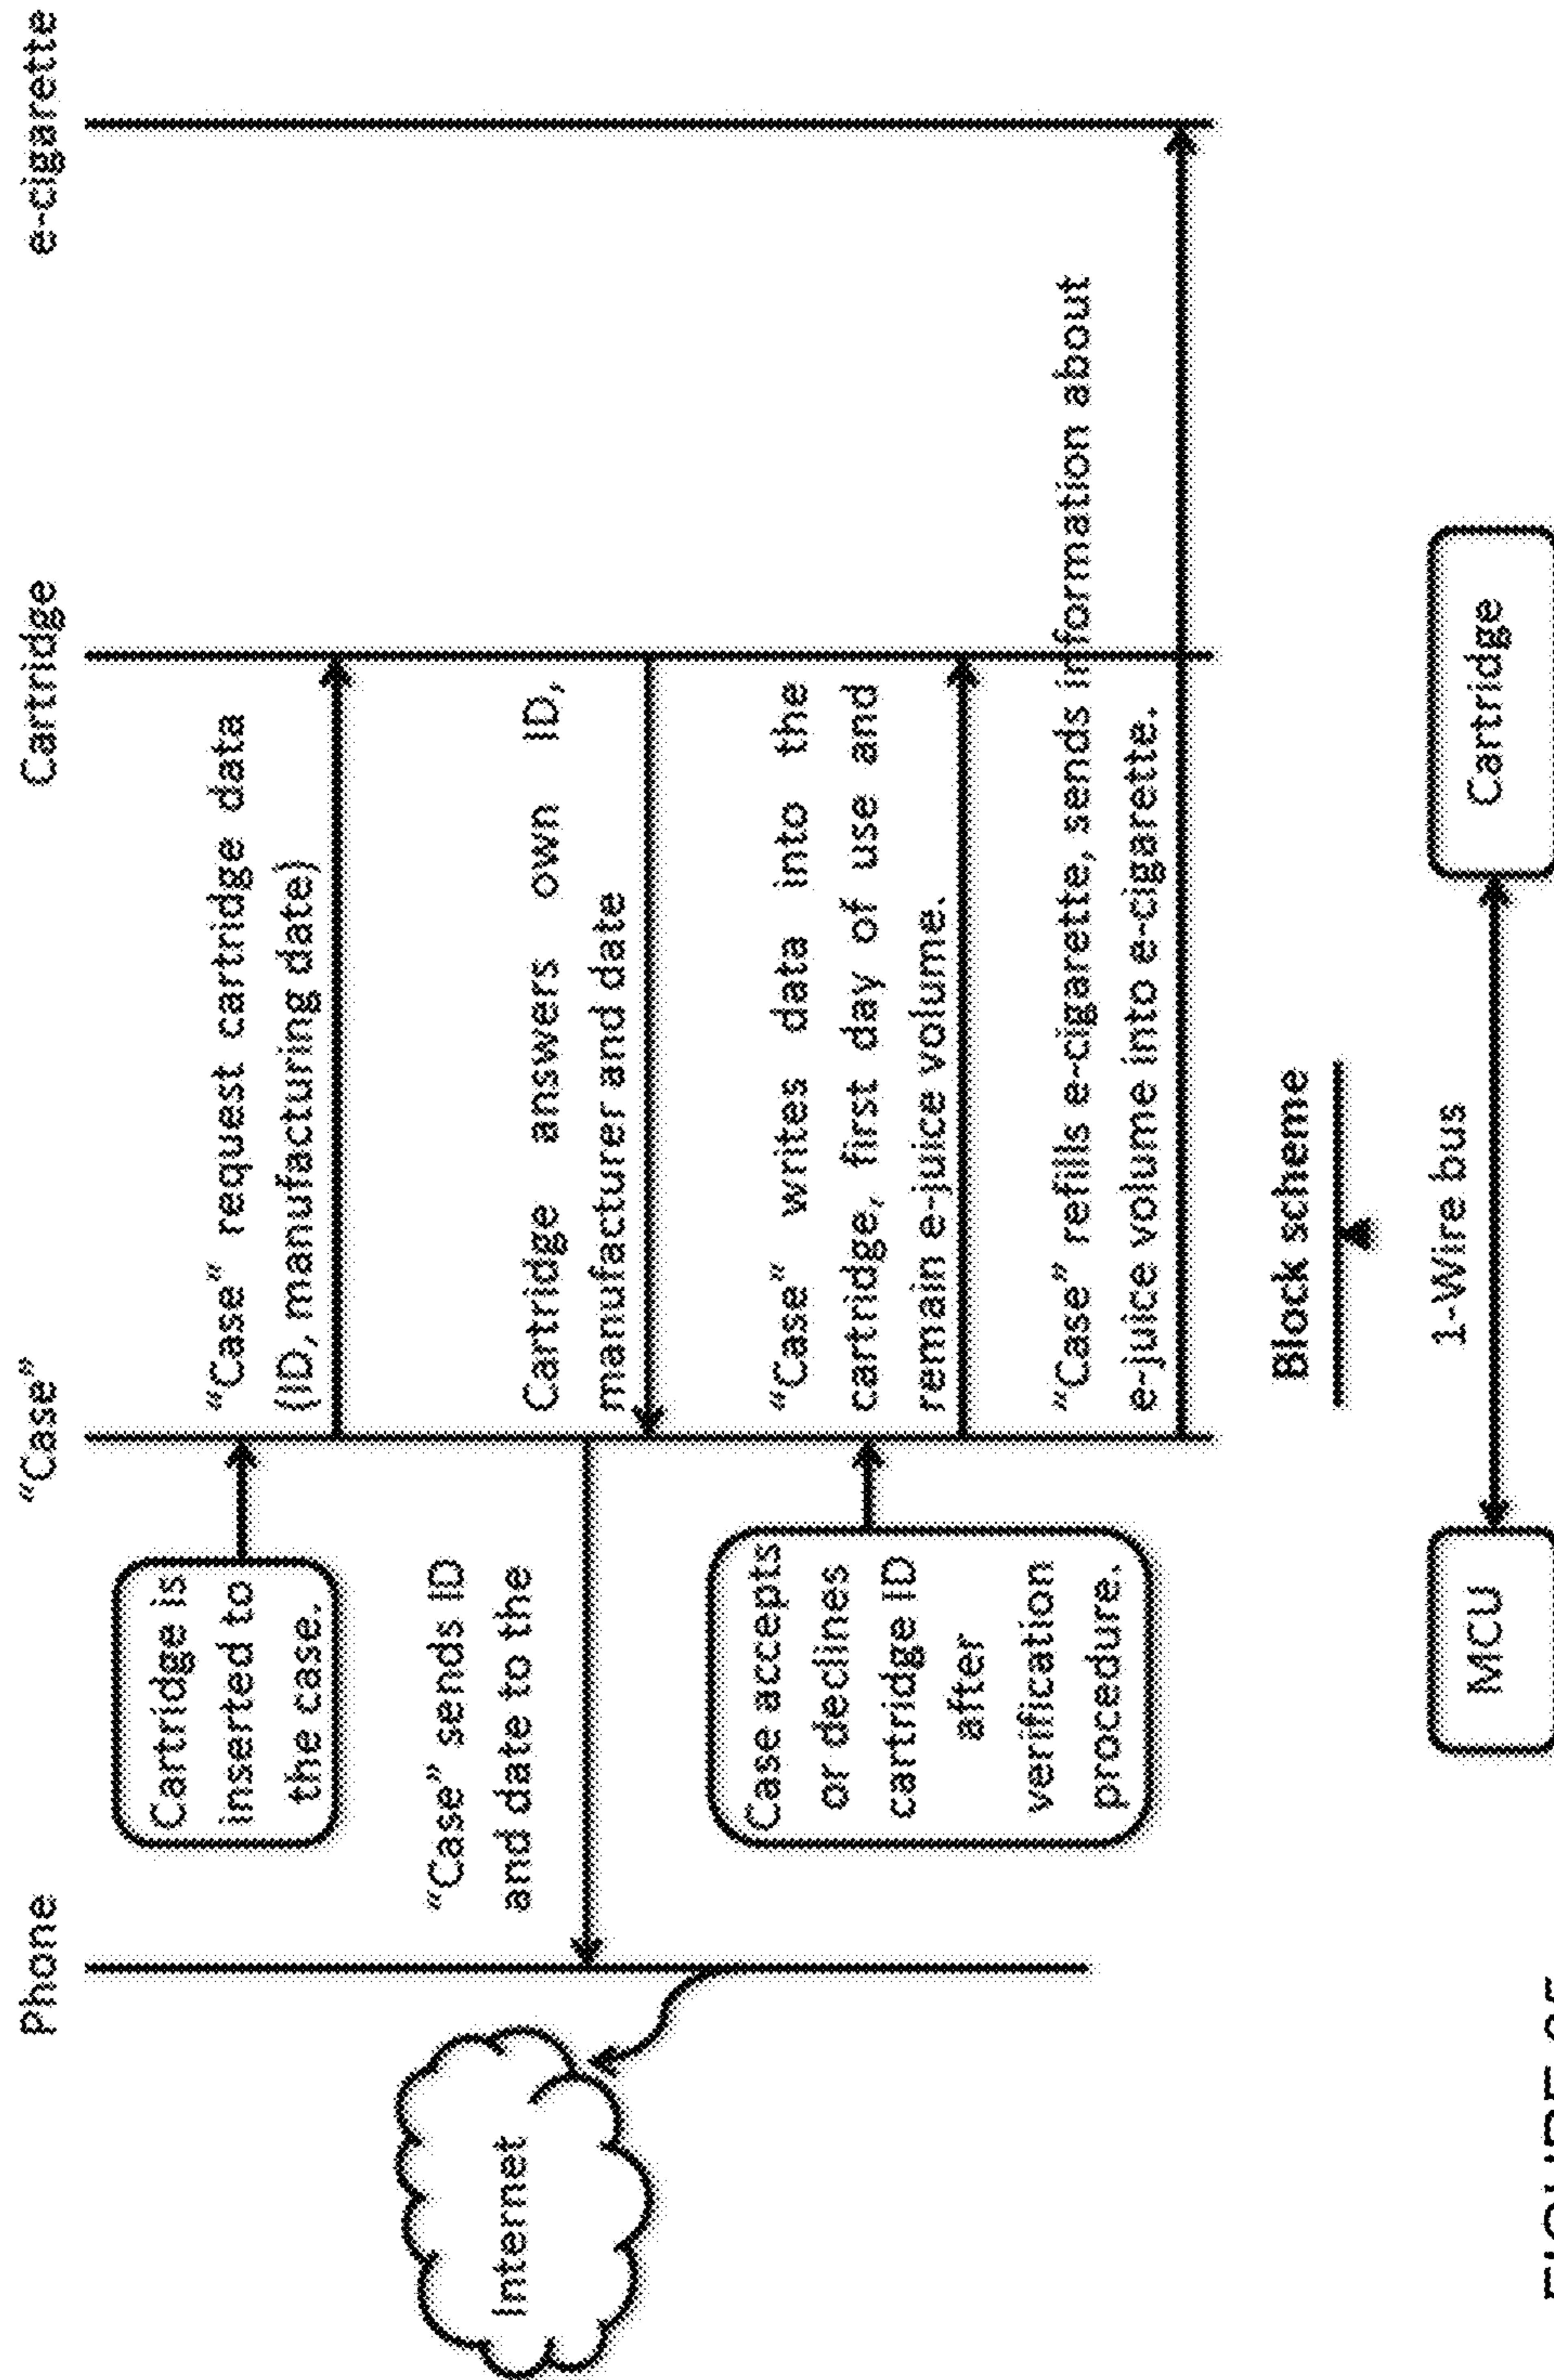 Phone
"Case"
Cartridge
e-cigarette
Cartridge is
inserted to
the case.
"Case" request cartridge data
(ID, manufacturing date)
"Case" sends ID
and date to the
Internet
Cartridge answers own ID,
manufacturer and date
Case accepts
or declines
cartridge ID
after
verification
procedure.
"Case" writes data into the
cartridge, first day of use and
remain e-juice volume.
"Case" refills e-cigarette, sends information about
e-juice volume into e-cigarette.
Block scheme
MCU
1-Wire bus
Cartridge
FIGURE